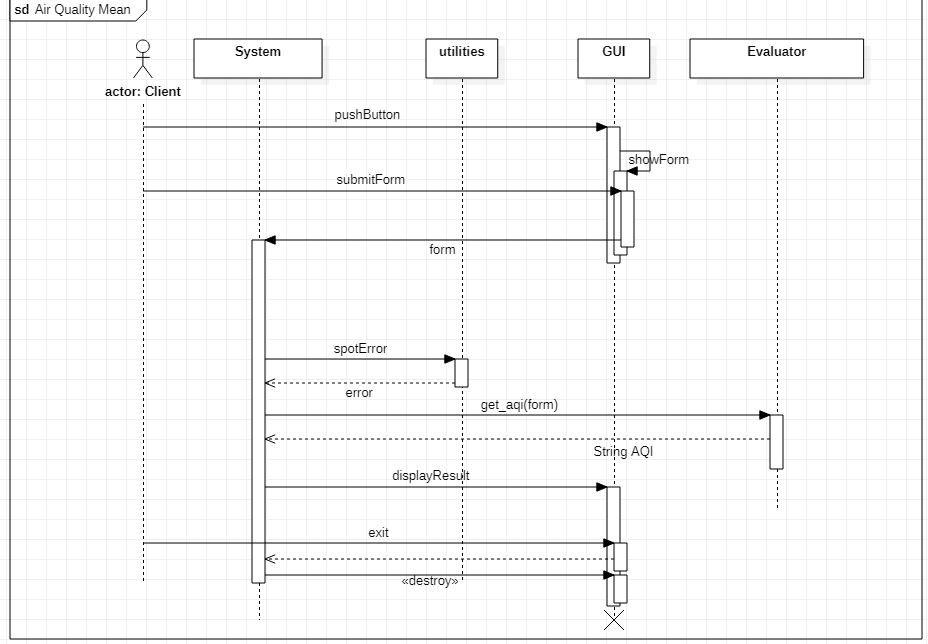 sd Air Quality Mean
System
utilities
GUI
Evaluator
actor: Client
pushButton
showForm
submitForm
form
spotError
error
get_aqi(form)
String AQI
displayResult
exit
«destroy»